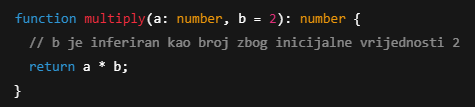 function multiply(a: number, b = 2): number {
  // b je inferiran kao broj zbog inicijalne vrijednosti 2
  return a * b;
}